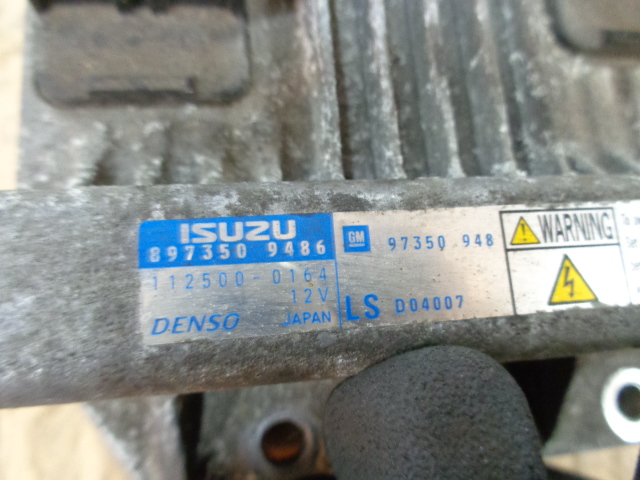 ISUZU
897350 9486
112500-0164
12V
DENSO JAPAN
GM 97350 948
LS D04007
WARNING